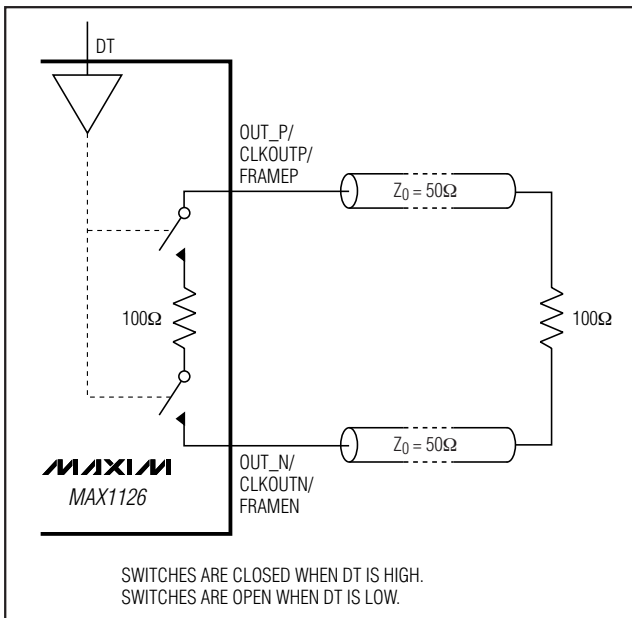 DT
OUT_P/
CLKOUTP/
FRAMEP
Z0 = 50Ω
100Ω
100Ω
Z0 = 50Ω
OUT_N/
CLKOUTN/
FRAMEN
MAXIM
MAX1126
SWITCHES ARE CLOSED WHEN DT IS HIGH.
SWITCHES ARE OPEN WHEN DT IS LOW.